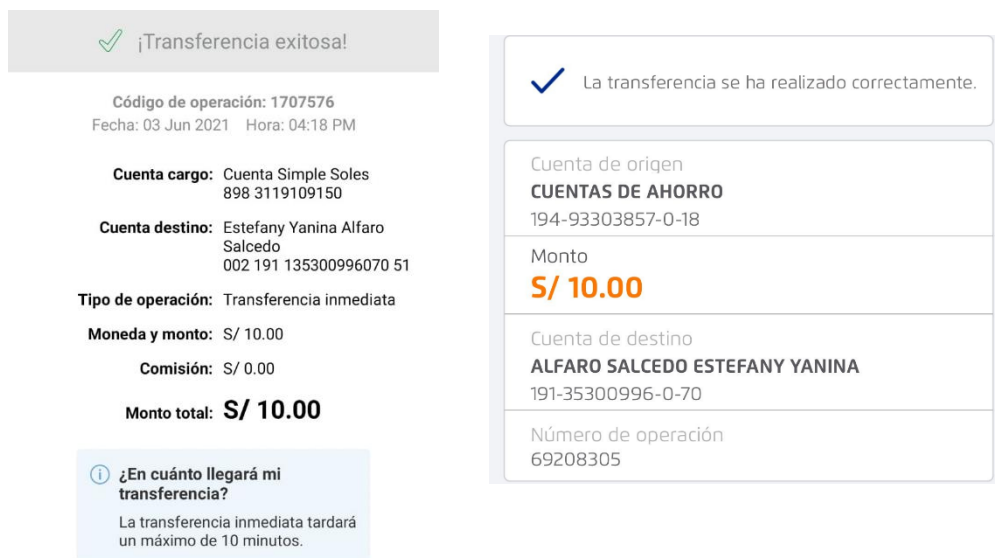 ¡Transferencia exitosa!
Código de operación: 1707576
Fecha: 03 Jun 2021 Hora: 04:18 PM
Cuenta cargo: Cuenta Simple Soles
898 3119109150
Cuenta destino: Estefany Yanina Alfaro
Salcedo
002 191 135300996070 51
Tipo de operación: Transferencia inmediata
Moneda y monto: S/ 10.00
Comisión: S/ 0.00
Monto total: S/ 10.00
¿En cuánto llegará mi
transferencia?
La transferencia inmediata tardará
un máximo de 10 minutos.
La transferencia se ha realizado correctamente.
Cuenta de origen
CUENTAS DE AHORRO
194-93303857-0-18
Monto
S/ 10.00
Cuenta de destino
ALFARO SALCEDO ESTEFANY YANINA
191-35300996-0-70
Número de operación
69208305